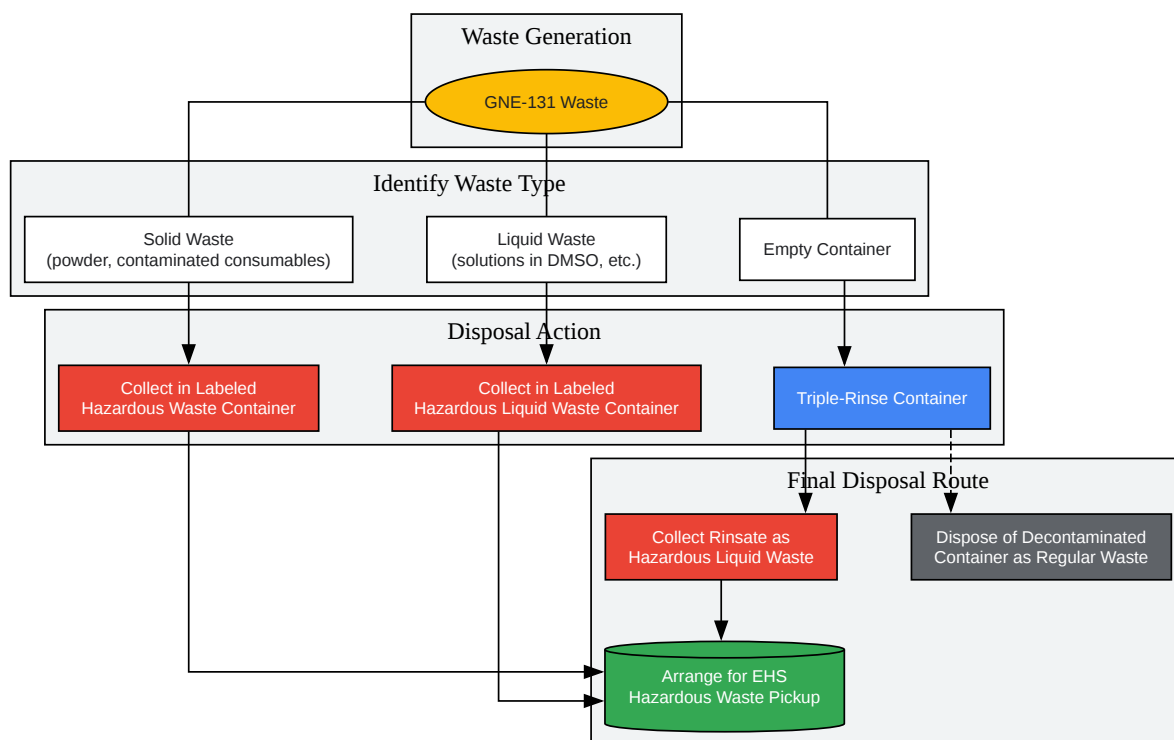 Waste Generation
GNE-131 Waste
Identify Waste Type
Solid Waste
(powder, contaminated consumables)
Liquid Waste
(solutions in DMSO, etc.)
Empty Container
Disposal Action
Collect in Labeled
Hazardous Waste Container
Collect in Labeled
Hazardous Liquid Waste Container
Triple-Rinse Container
Final Disposal Route
Collect Rinsate as
Hazardous Liquid Waste
Dispose of Decontaminated
Container as Regular Waste
Arrange for EHS
Hazardous Waste Pickup